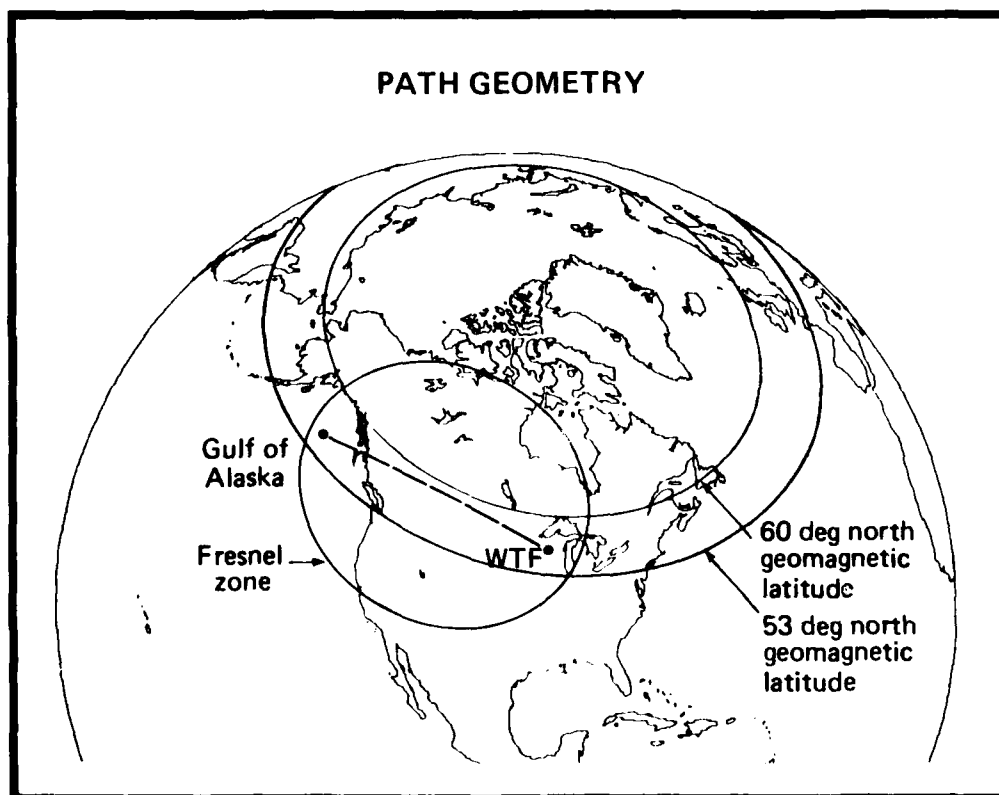 PATH GEOMETRY
Gulf of
Alaska
Fresnel
zone
WTF
60 deg north
geomagnetic
latitude
53 deg north
geomagnetic
latitude